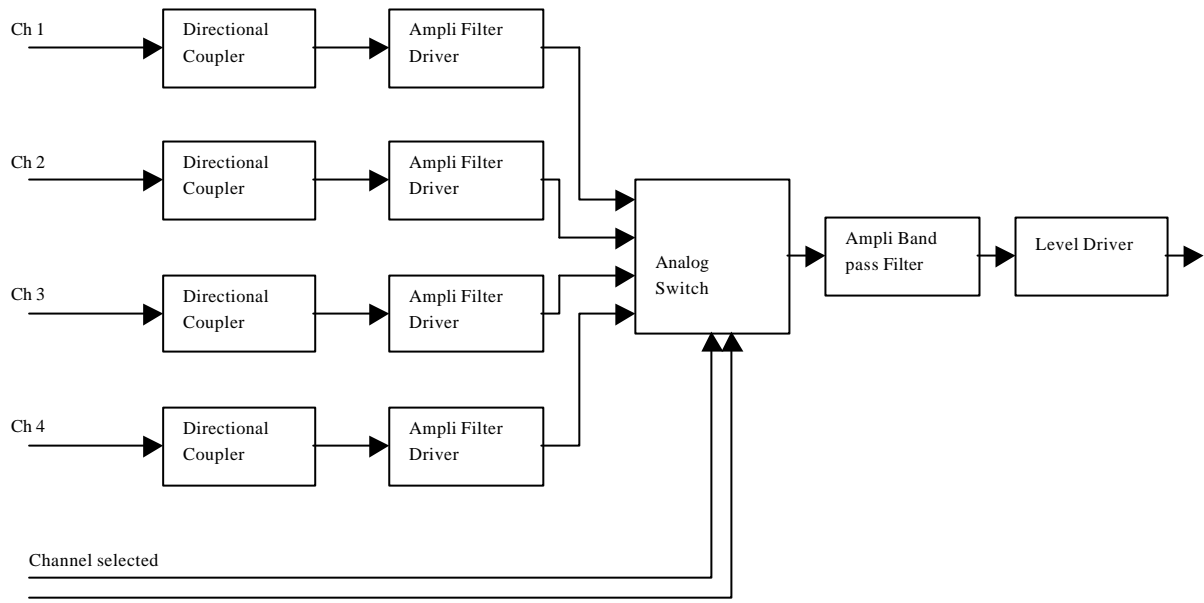 Ch 1
Directional
Coupler
Ampli Filter
Driver
Ch 2
Directional
Coupler
Ampli Filter
Driver
Ch 3
Directional
Coupler
Ampli Filter
Driver
Ch 4
Directional
Coupler
Ampli Filter
Driver
Analog
Switch
Ampli Band
pass Filter
Level Driver
Channel selected